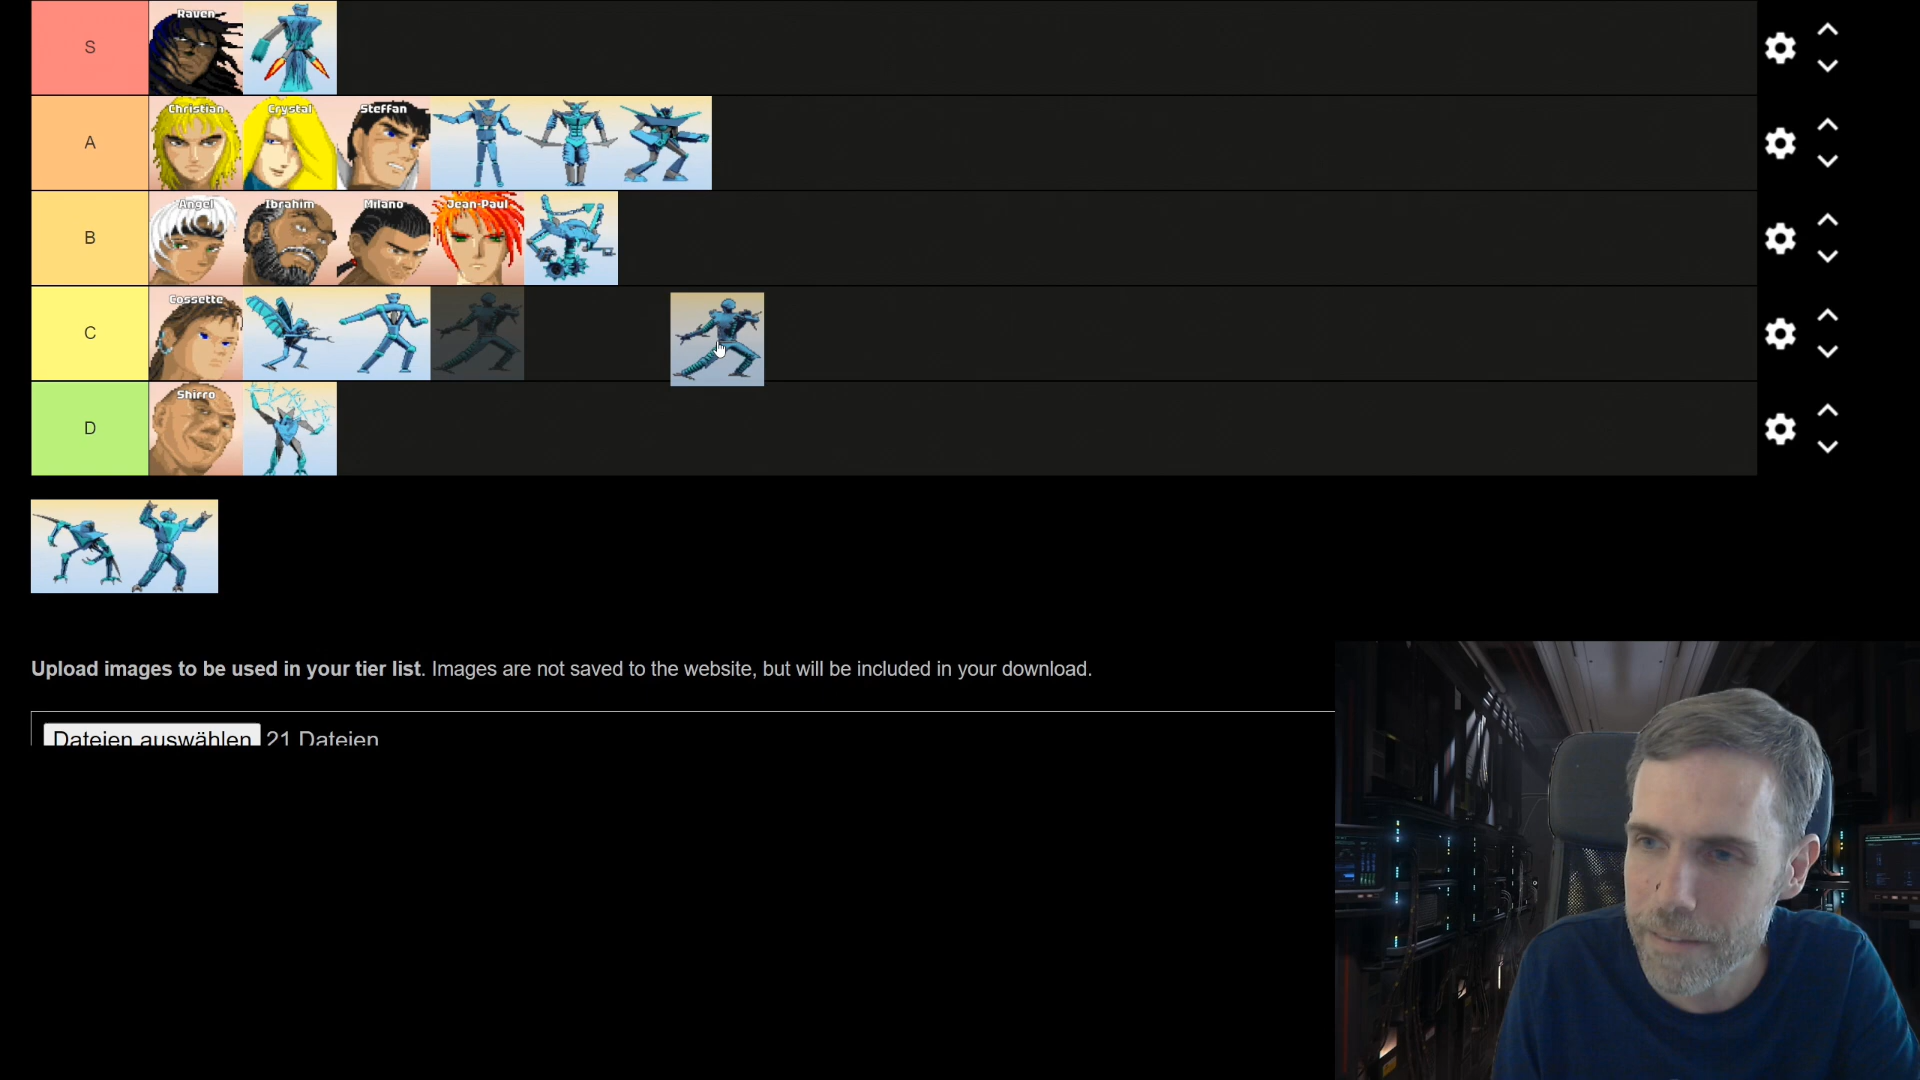 S
Raven
A
Christian
Crystal
Steffan
B
Angel
Ibrahim
Milano
Jean-Paul
C
Cossette
D
Shirro
Upload images to be used in your tier list. Images are not saved to the website, but will be included in your download.
Dateien auswählen 21 Dateien